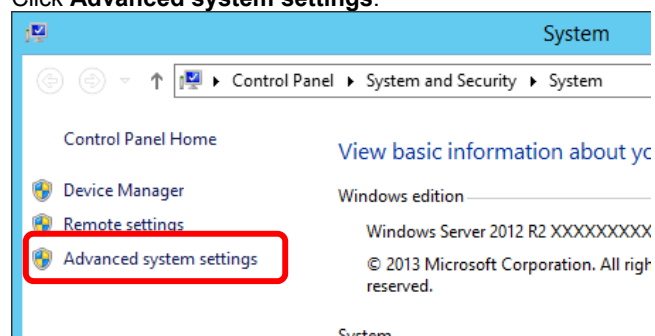 Click Advanced system settings.
System
Control Panel ▸ System and Security ▸ System
Control Panel Home
View basic information about yo
Device Manager
Windows edition
Remote settings
Windows Server 2012 R2 XXXXXXXXX
Advanced system settings
© 2013 Microsoft Corporation. All righ
reserved.
System